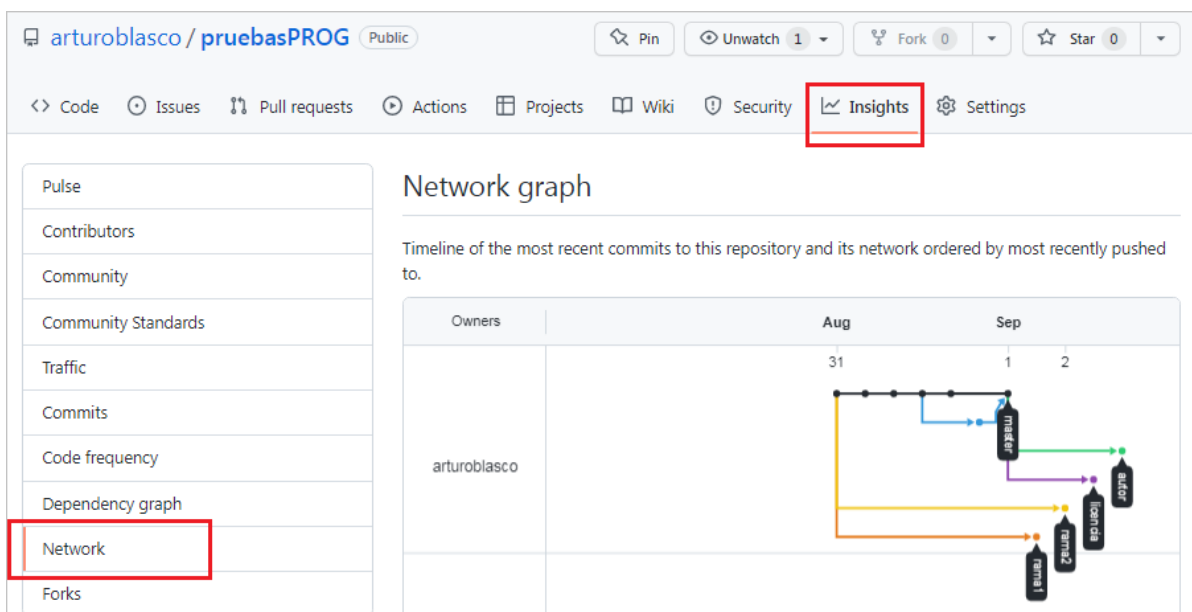 arturoblasco / pruebasPROG Public
Pin
Unwatch 1
Fork 0
Star 0
Code
Issues
Pull requests
Actions
Projects
Wiki
Security
Insights
Settings
Pulse
Contributors
Community
Community Standards
Traffic
Commits
Code frequency
Dependency graph
Network
Forks
Network graph
Timeline of the most recent commits to this repository and its network ordered by most recently pushed
to.
Owners
Aug
Sep
31
1
2
arturoblasco
master
autor
licencia
rama2
rama1